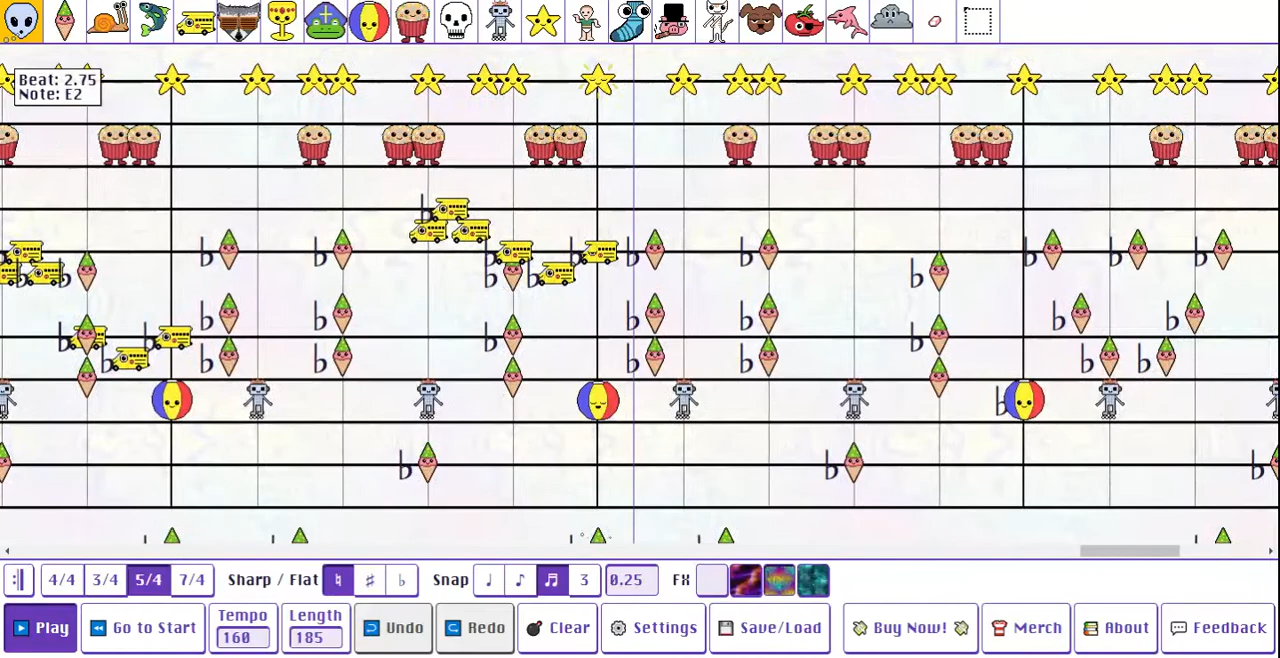 Beat: 2.75
Note: E2
4/4 3/4 5/4 7/4 Sharp / Flat ♮ ♯ ♭ Snap ♩ ♪ ♬ 3 0.25 FX
Play Go to Start Tempo 160 Length 185 Undo Redo Clear Settings Save/Load Buy Now! Merch About Feedback